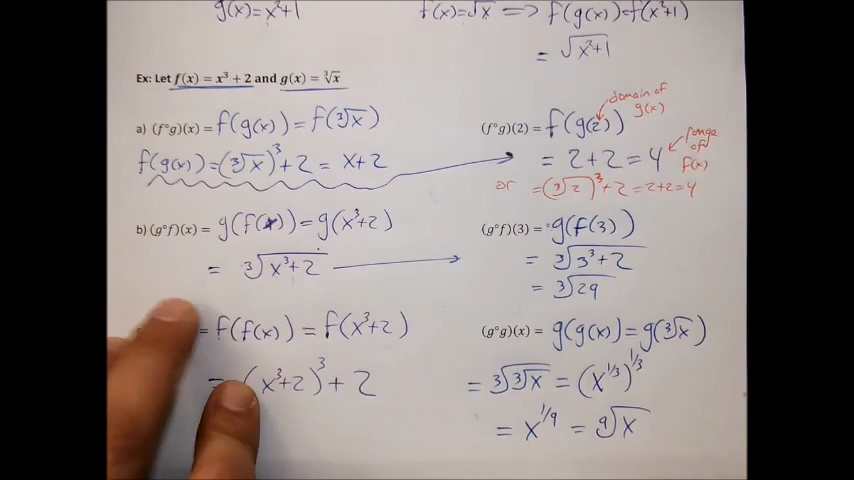 g(x)=x²+1 f(x)=√x ⟹ f(g(x))=f(x²+1)
= √(x²+1)
Ex: Let f(x) = x³ + 2 and g(x) = ∛x
a) (f°g)(x) = f(g(x)) = f(∛x)
f(g(x)) = (∛x)³ + 2 = x+2
(f°g)(2) = f(g(2))
domain of g(x)
= 2+2 = 4
range of f(x)
or = (∛2)³ + 2 = 2+2 = 4
b) (g°f)(x) = g(f(x)) = g(x³+2)
= ∛(x³+2)
(g°f)(3) = g(f(3))
= ∛(3³+2)
= ∛29
= f(f(x)) = f(x³+2)
= (x³+2)³ + 2
(g°g)(x) = g(g(x)) = g(∛x)
= ∛(∛x) = (x^(1/3))^(1/3)
= x^(1/9) = ⁹√x